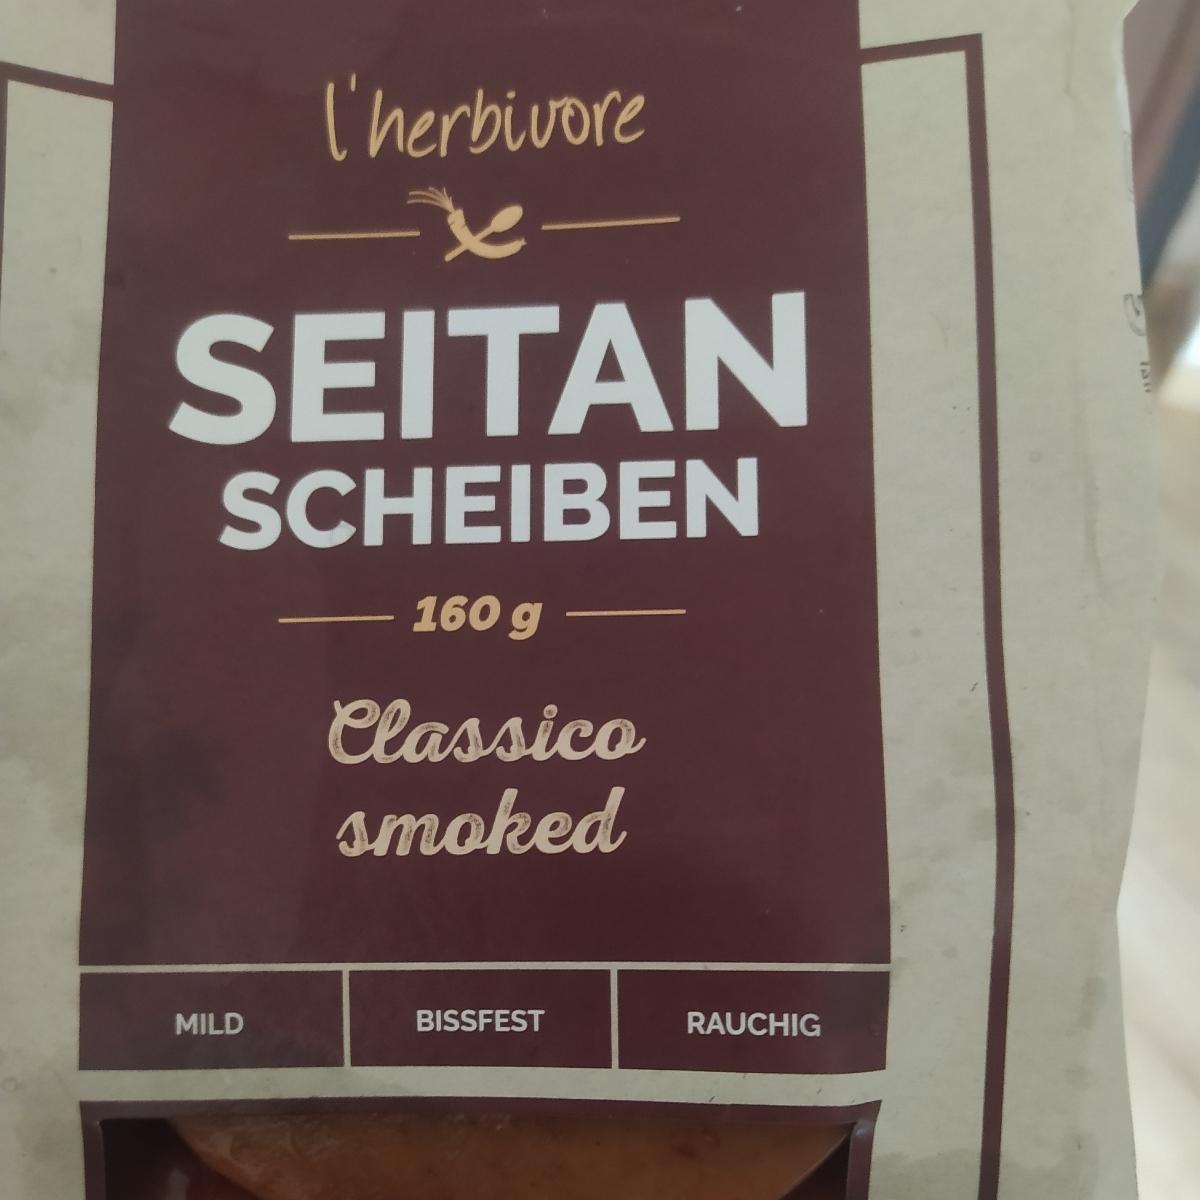 l'herbivore
SEITAN
SCHEIBEN
160 g
Classico
smoked
MILD
BISSFEST
RAUCHIG